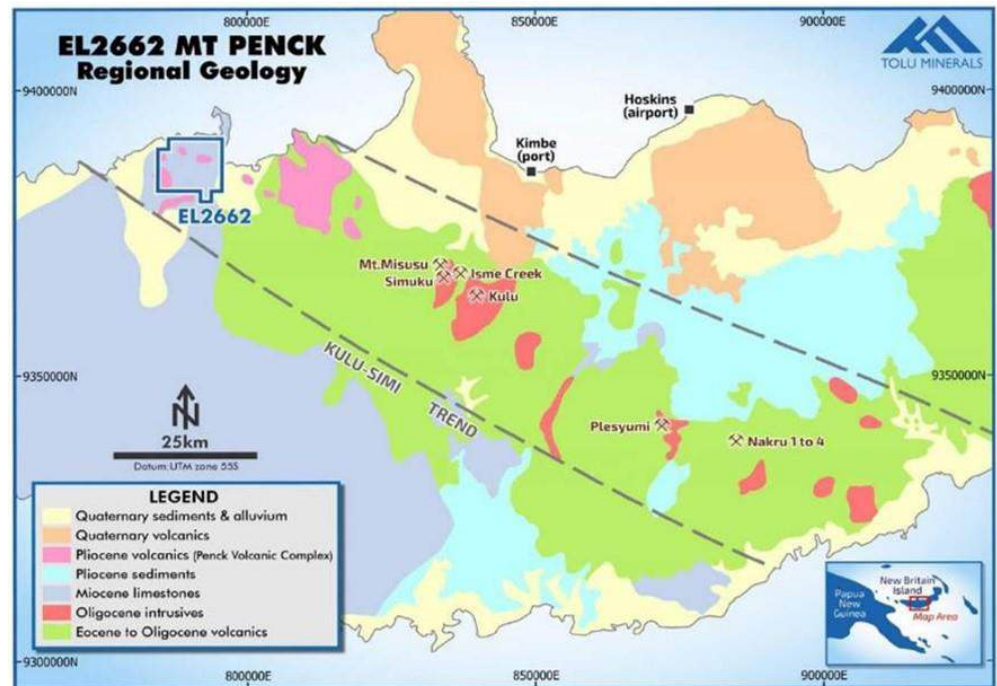 800000E
850000E
900000E
EL2662 MT PENCK
Regional Geology
TOLU MINERALS
9400000N
9400000N
Hoskins
(airport)
Kimbe
(port)
EL2662
Mt.Misusu
Isme Creek
Simuku
Kulu
KULU-SIMI
TREND
9350000N
9350000N
N
25km
Datum: UTM zone 55S
Plesyumi
Nakru 1 to 4
LEGEND
Quaternary sediments & alluvium
Quaternary volcanics
Pliocene volcanics (Penck Volcanic Complex)
Pliocene sediments
Miocene limestones
Oligocene intrusives
Eocene to Oligocene volcanics
New Britain
Island
Papua
New
Guinea
Map Area
9300000N
800000E
850000E
900000E